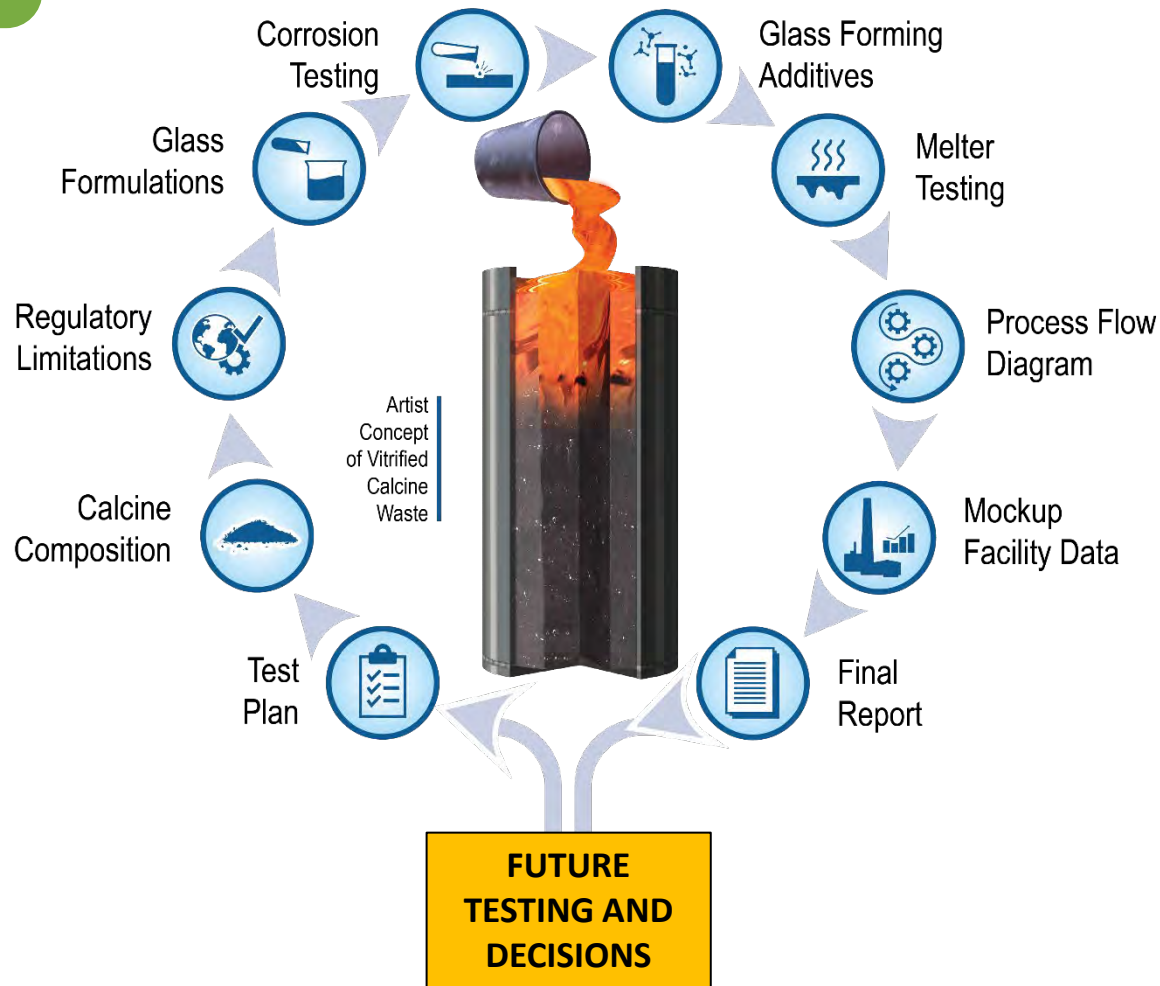 Corrosion
Testing
Glass Forming
Additives
Glass
Formulations
Melter
Testing
Regulatory
Limitations
Process Flow
Diagram
Artist
Concept
of Vitrified
Calcine
Waste
Calcine
Composition
Mockup
Facility Data
Test
Plan
Final
Report
FUTURE
TESTING AND
DECISIONS